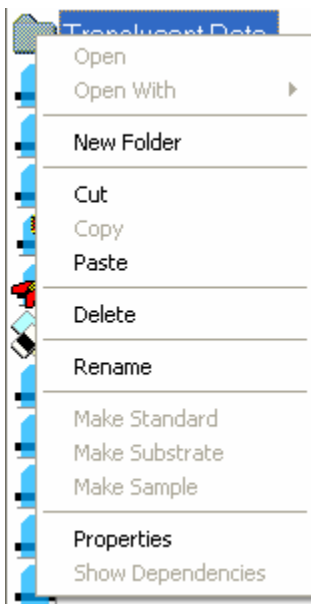 Translucent Data
Open
Open With
New Folder
Cut
Copy
Paste
Delete
Rename
Make Standard
Make Substrate
Make Sample
Properties
Show Dependencies